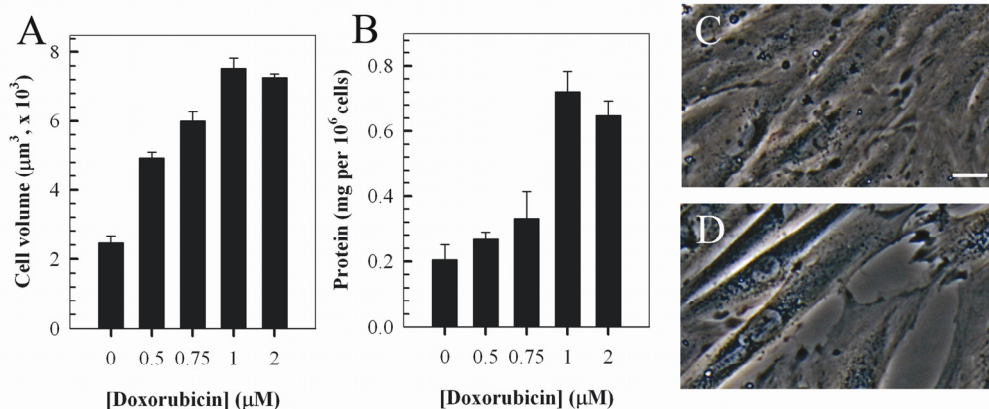 A
Cell volume (μm³, x 10³)
8
6
4
2
0
0 0.5 0.75 1 2
[Doxorubicin] (μM)
B
Protein (mg per 10⁶ cells)
0.8
0.6
0.4
0.2
0.0
0 0.5 0.75 1 2
[Doxorubicin] (μM)
C
D